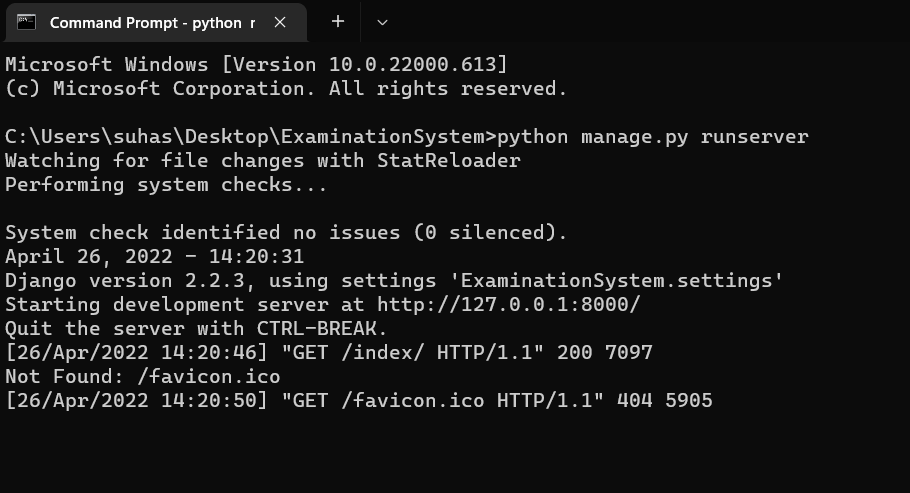 Command Prompt - python r
Microsoft Windows [Version 10.0.22000.613]
(c) Microsoft Corporation. All rights reserved.
C:\Users\suhas\Desktop\ExaminationSystem>python manage.py runserver
Watching for file changes with StatReloader
Performing system checks...
System check identified no issues (0 silenced).
April 26, 2022 - 14:20:31
Django version 2.2.3, using settings 'ExaminationSystem.settings'
Starting development server at http://127.0.0.1:8000/
Quit the server with CTRL-BREAK.
[26/Apr/2022 14:20:46] "GET /index/ HTTP/1.1" 200 7097
Not Found: /favicon.ico
[26/Apr/2022 14:20:50] "GET /favicon.ico HTTP/1.1" 404 5905